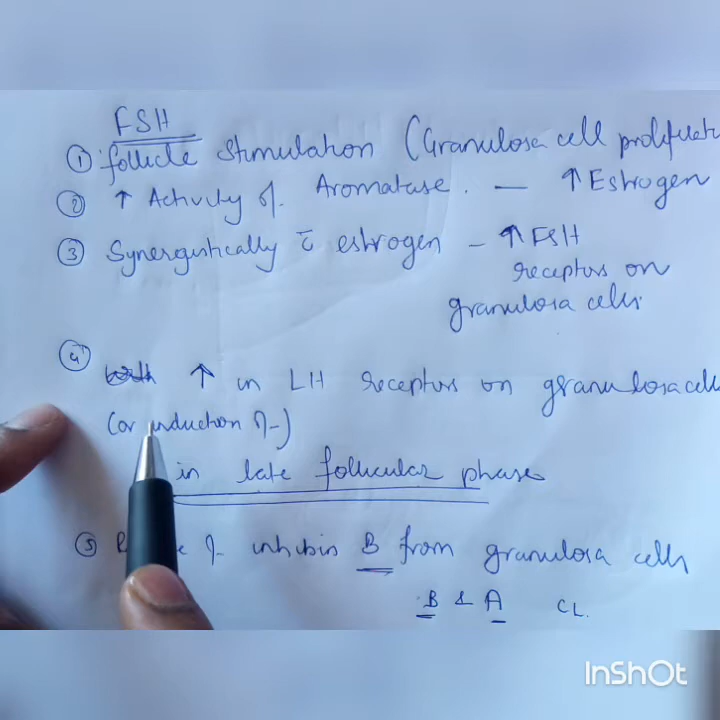 FSH
① follicle Stimulation (Granulosa cell prolif
② ↑ Activity of Aromatase. — ↑ Estrogen
③ Synergistically c̄ estrogen - ↑ FSH
receptors on
granulosa cells.
④ ↑ in LH receptors on granulosa cell
(or induction of -)
in late follicular phase
⑤ of inhibin B from granulosa cells
B & A CL.
InShOt